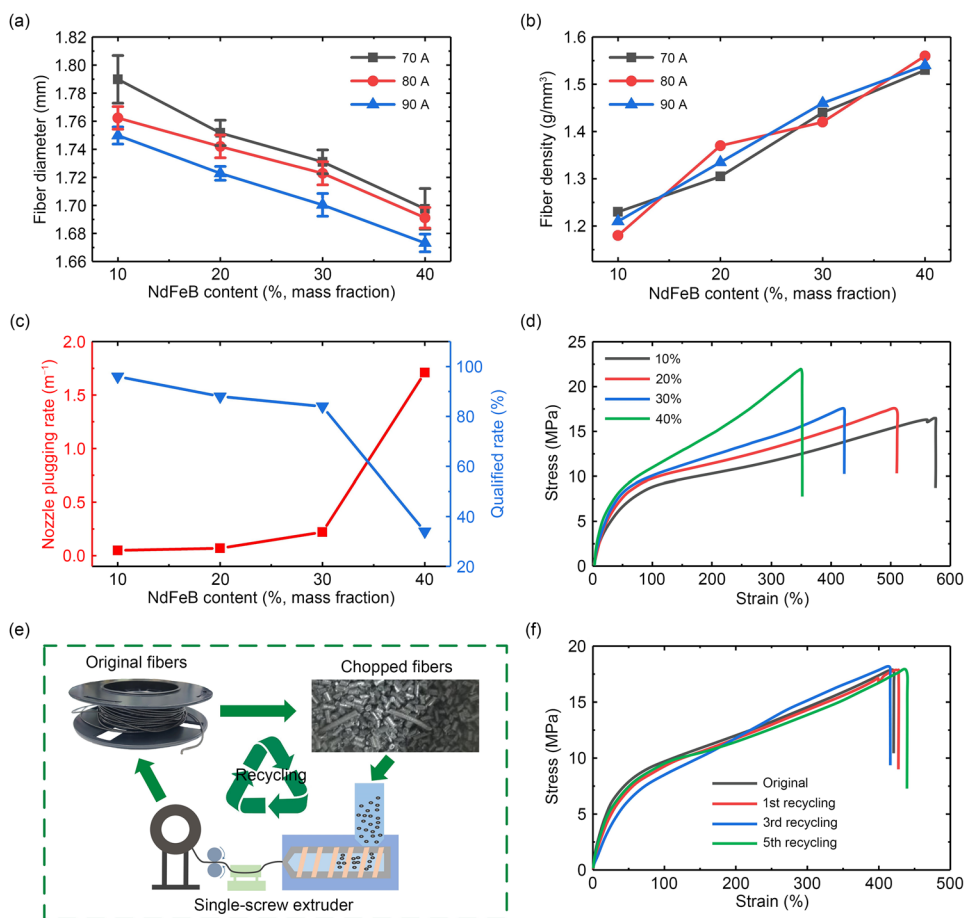 (a)
1.82
1.80
1.78
1.76
1.74
1.72
1.70
1.68
1.66
Fiber diameter (mm)
70 A
80 A
90 A
10 20 30 40
NdFeB content (%, mass fraction)
(b)
1.6
1.5
1.4
1.3
1.2
Fiber density (g/mm³)
70 A
80 A
90 A
10 20 30 40
NdFeB content (%, mass fraction)
(c)
2.0
1.5
1.0
0.5
0.0
Nozzle plugging rate (m⁻¹)
100
80
60
40
20
Qualified rate (%)
10 20 30 40
NdFeB content (%, mass fraction)
(d)
25
20
15
10
5
0
Stress (MPa)
10%
20%
30%
40%
0 100 200 300 400 500 600
Strain (%)
(e)
Original fibers
Chopped fibers
Recycling
Single-screw extruder
(f)
20
15
10
5
0
Stress (MPa)
Original
1st recycling
3rd recycling
5th recycling
0 100 200 300 400 500
Strain (%)